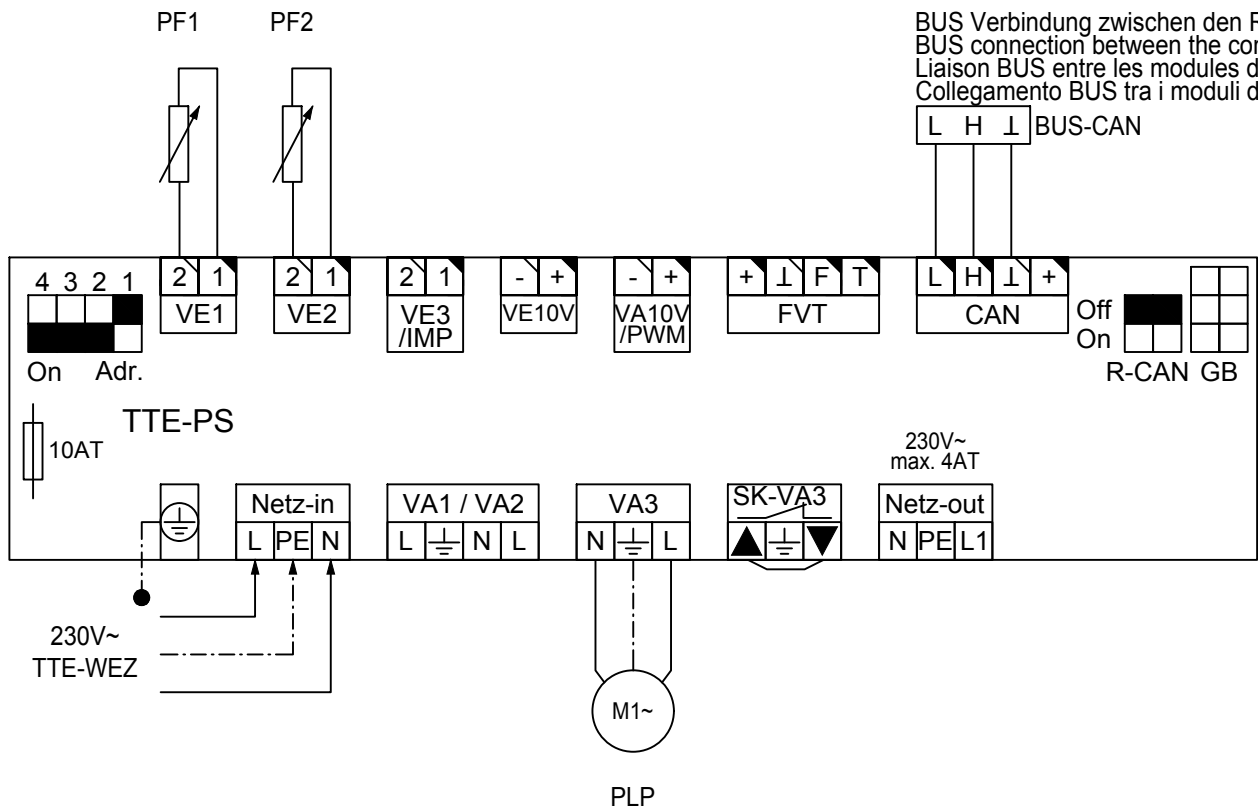 PF1 PF2
BUS Verbindung zwischen den
BUS connection between the
Liaison BUS entre les modules
Collegamento BUS tra i moduli
L H ⊥ BUS-CAN
4 3 2 1
On Adr.
2 1
VE1
2 1
VE2
2 1
VE3
/IMP
- +
VE10V
- +
VA10V
/PWM
+ ⊥ F T
FVT
L H ⊥ +
CAN
Off
On
R-CAN GB
TTE-PS
10AT
230V~
max. 4AT
Netz-in
L PE N
VA1 / VA2
L N L
VA3
N L
SK-VA3
Netz-out
N PE L1
230V~
TTE-WEZ
M1~
PLP